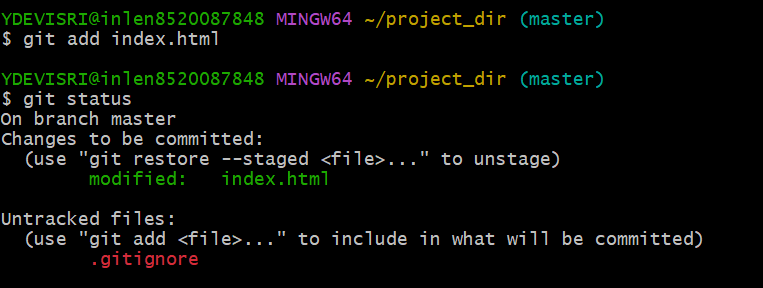 YDEVISRI@inlen8520087848 MINGW64 ~/project_dir (master)
$ git add index.html
YDEVISRI@inlen8520087848 MINGW64 ~/project_dir (master)
$ git status
On branch master
Changes to be committed:
  (use "git restore --staged <file>..." to unstage)
        modified:   index.html
Untracked files:
  (use "git add <file>..." to include in what will be committed)
        .gitignore